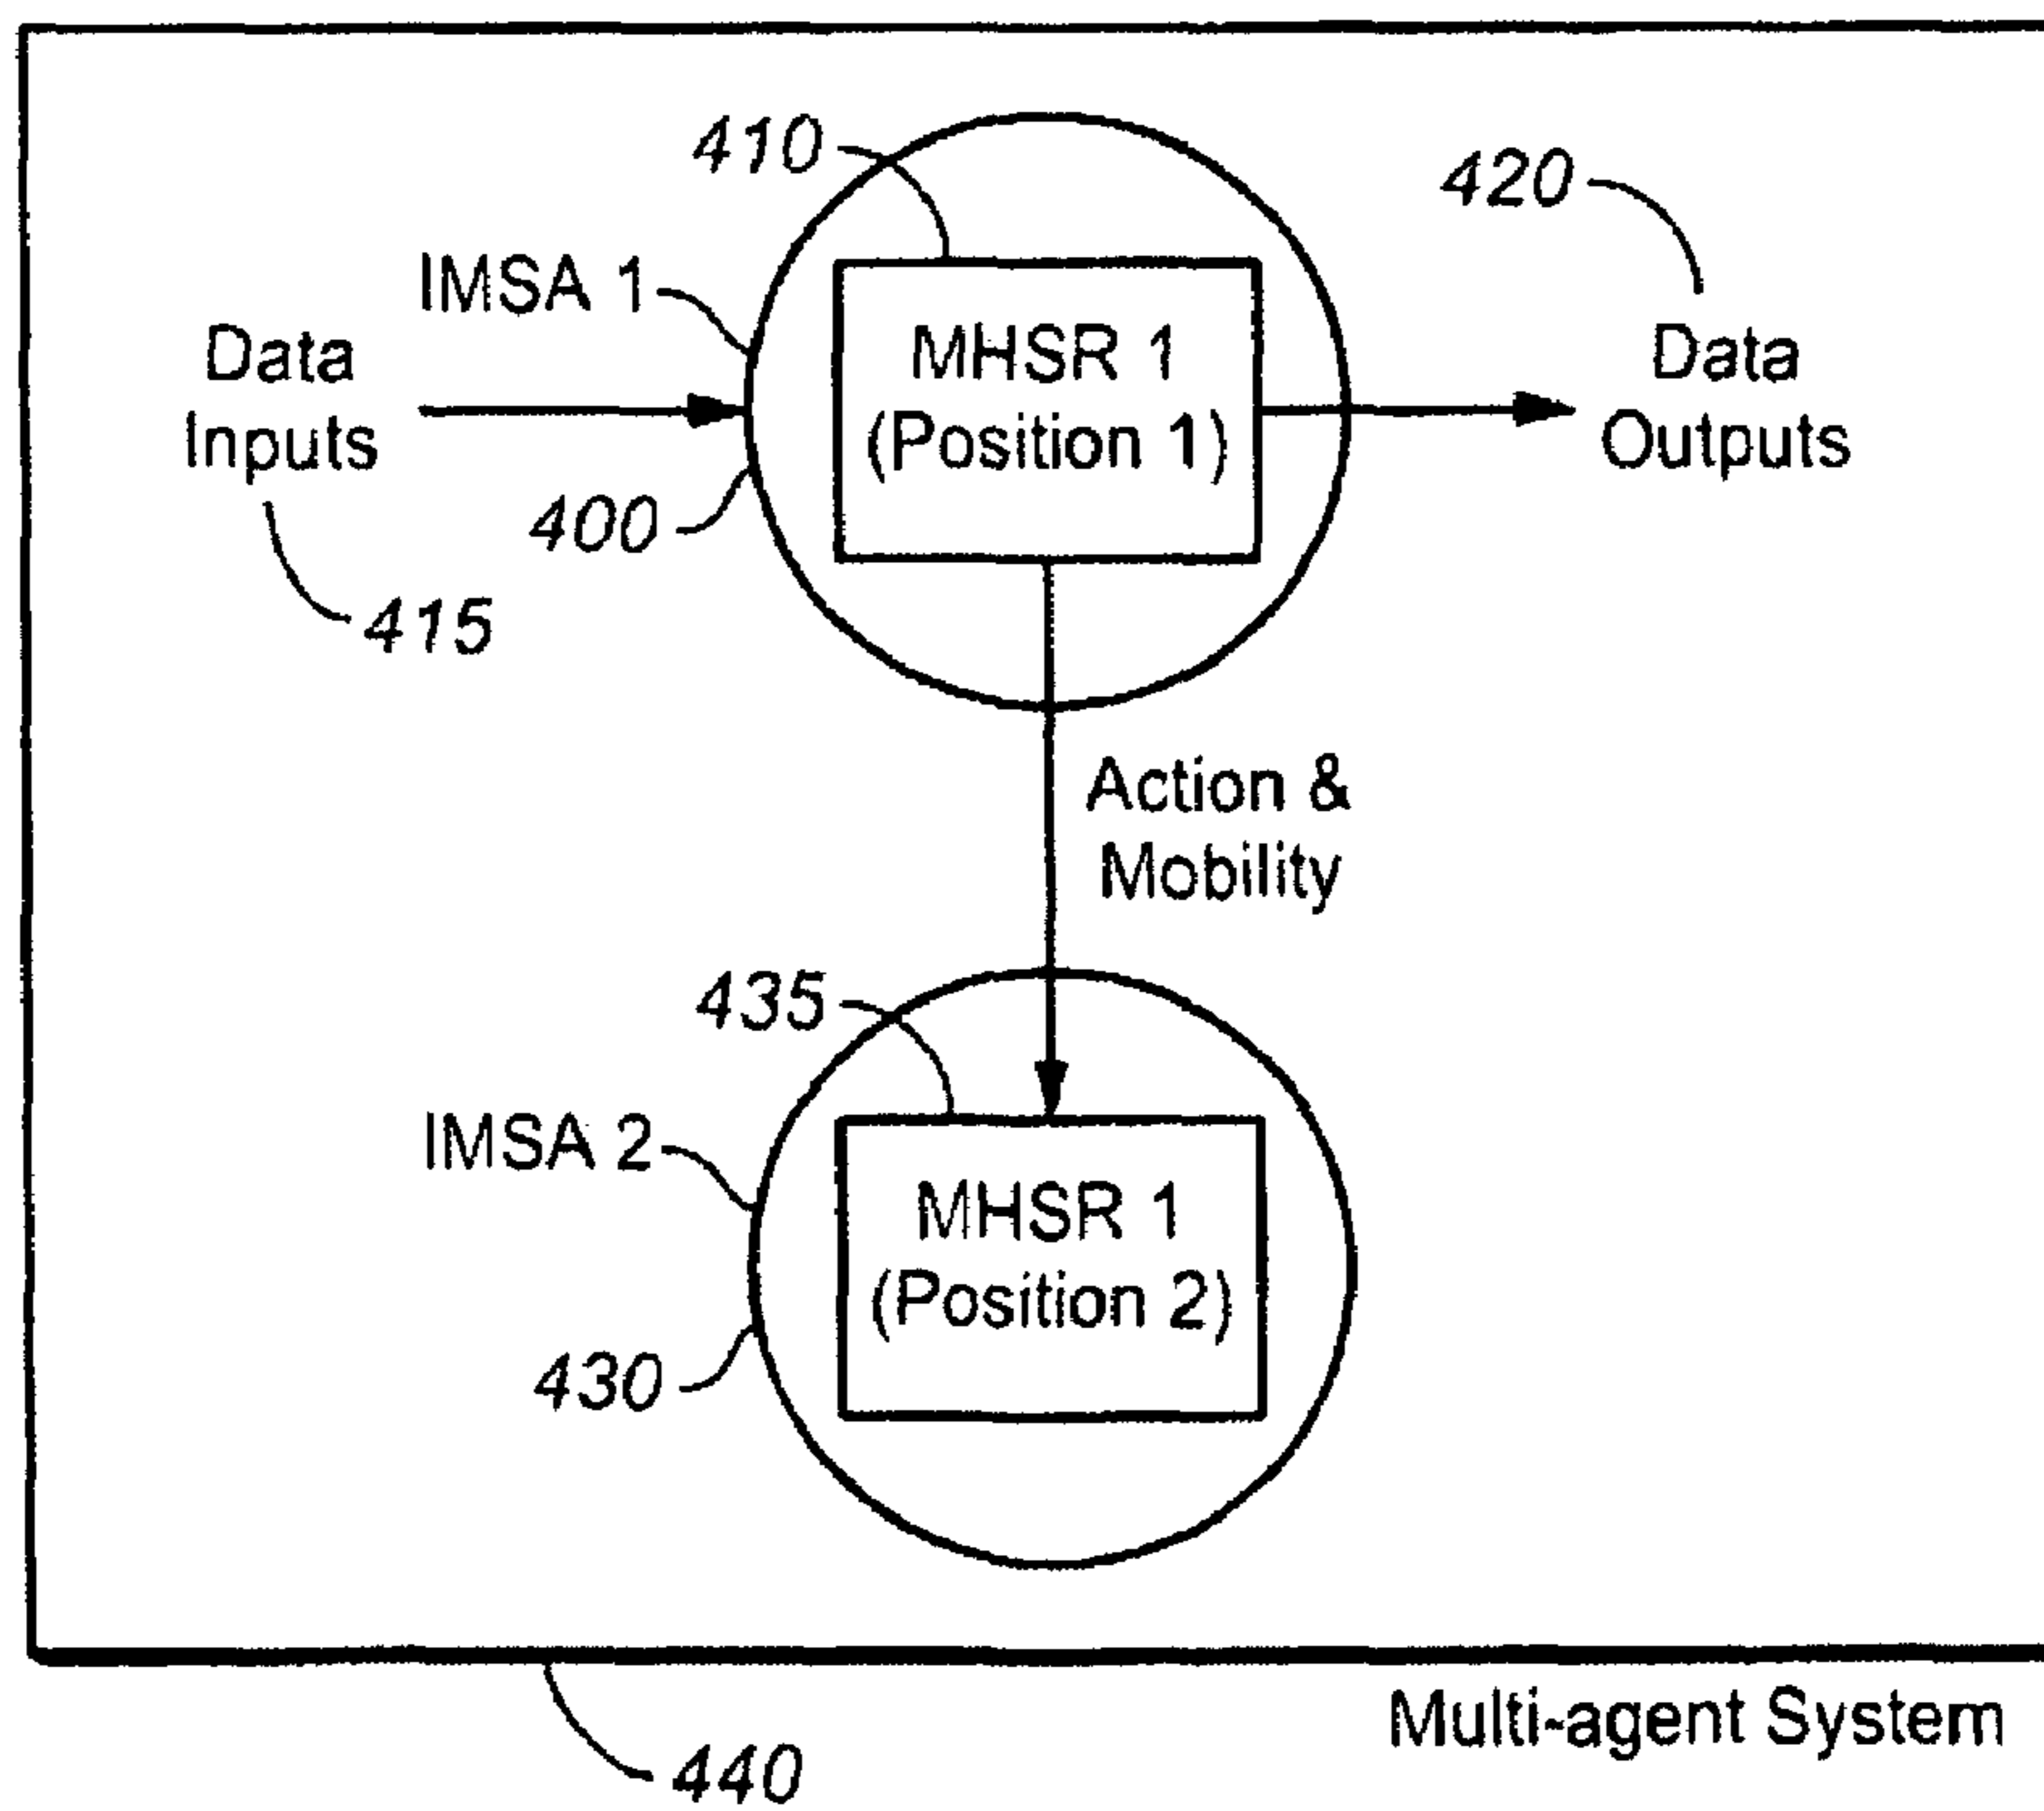 410
420
IMSA 1
Data
Inputs
MHSR 1
(Position 1)
Data
Outputs
400
415
Action &
Mobility
435
IMSA 2
MHSR 1
(Position 2)
430
Multi-agent System
440